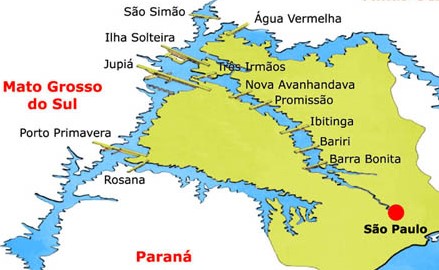 São Simão
Água Vermelha
Ilha Solteira
Jupiá
Três Irmãos
Mato Grosso
do Sul
Nova Avanhandava
Promissão
Ibitinga
Porto Primavera
Bariri
Barra Bonita
Rosana
São Paulo
Paraná